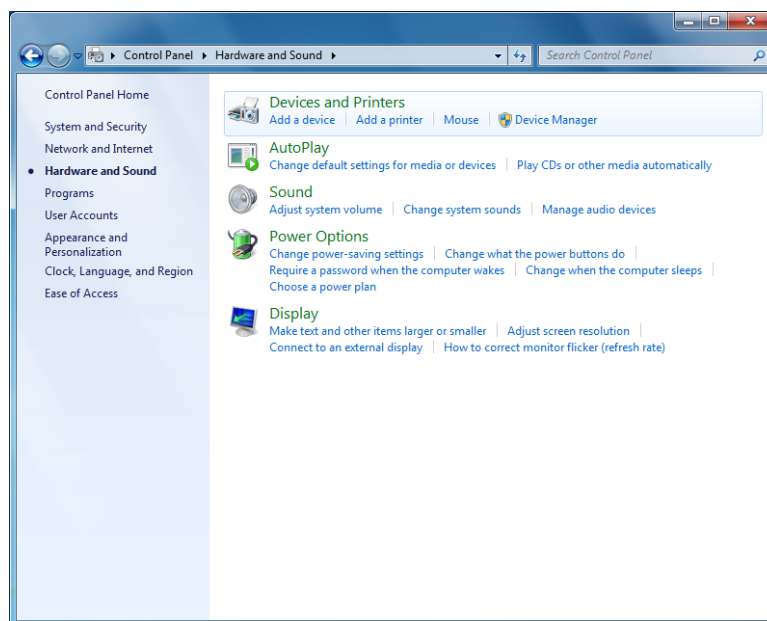 Control Panel Hardware and Sound Search Control Panel
Control Panel Home
System and Security
Network and Internet
Hardware and Sound
Programs
User Accounts
Appearance and
Personalization
Clock, Language, and Region
Ease of Access
Devices and Printers
Add a device Add a printer Mouse Device Manager
AutoPlay
Change default settings for media or devices Play CDs or other media automatically
Sound
Adjust system volume Change system sounds Manage audio devices
Power Options
Change power-saving settings Change what the power buttons do
Require a password when the computer wakes Change when the computer sleeps
Choose a power plan
Display
Make text and other items larger or smaller Adjust screen resolution
Connect to an external display How to correct monitor flicker (refresh rate)